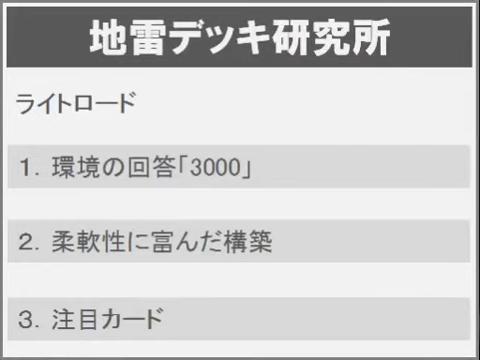 地雷デッキ研究所
ライトロード
1. 環境の回答「3000」
2. 柔軟性に富んだ構築
3. 注目カード